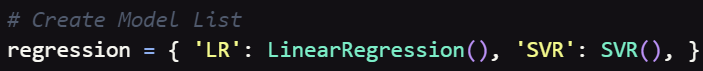 # Create Model List
regression = { 'LR': LinearRegression(), 'SVR': SVR(), }